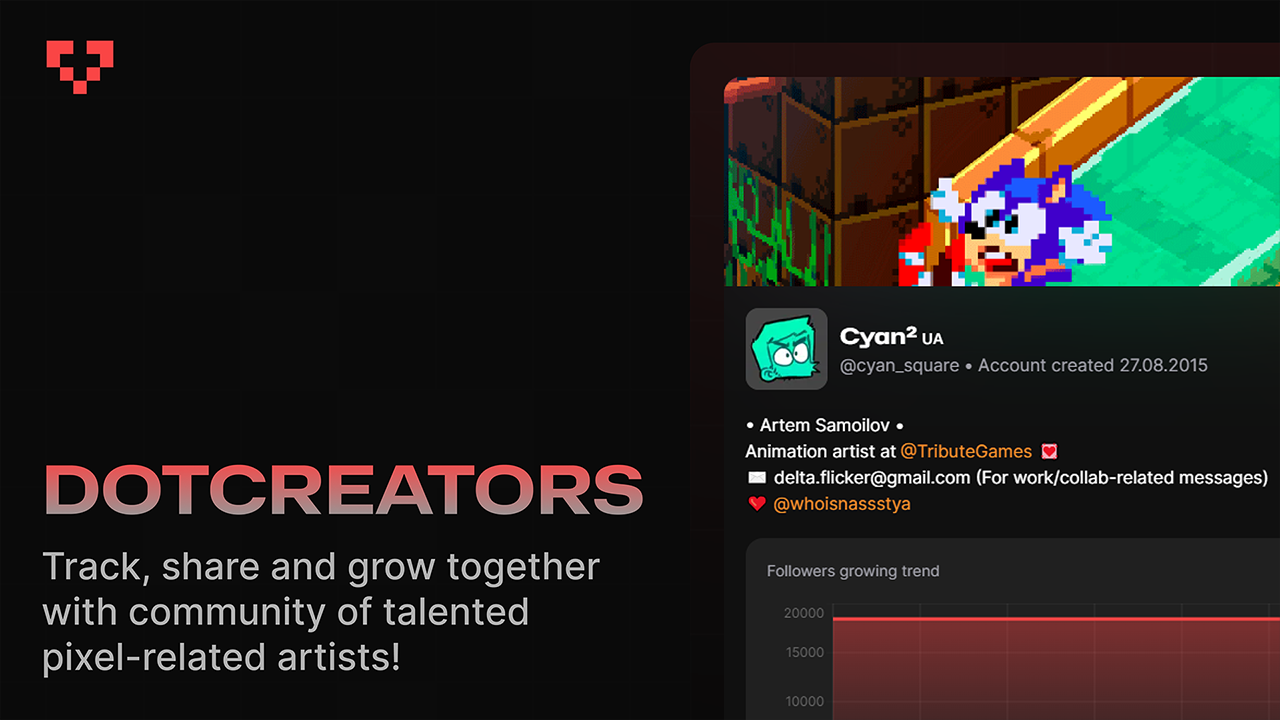 DOTCREATORS
Track, share and grow together
with community of talented
pixel-related artists!
Cyan² UA
@cyan_square • Account created 27.08.2015
• Artem Samoilov •
Animation artist at @TributeGames 💟
✉️ delta.flicker@gmail.com (For work/collab-related messages)
❤️ @whoisnassstya
Followers growing trend
20000
15000
10000